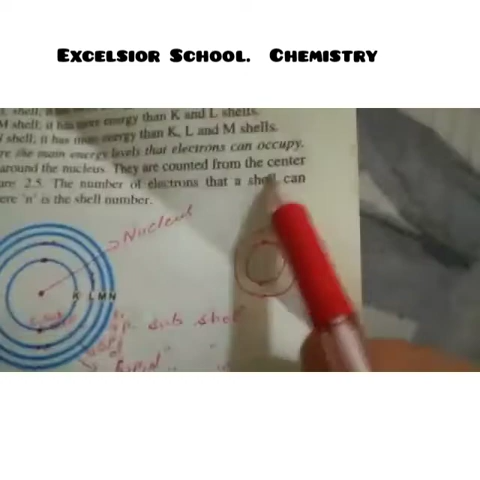 Excelsior School. Chemistry
M shell; it has more energy than K and L shells.
shell; it has more energy than K, L and M shells.
re the main energy levels that electrons can occupy.
around the nucleus. They are counted from the center
2.5. The number of electrons that a shell can
ere 'n' is the shell number.
Nucleus
K L M N
sub shell